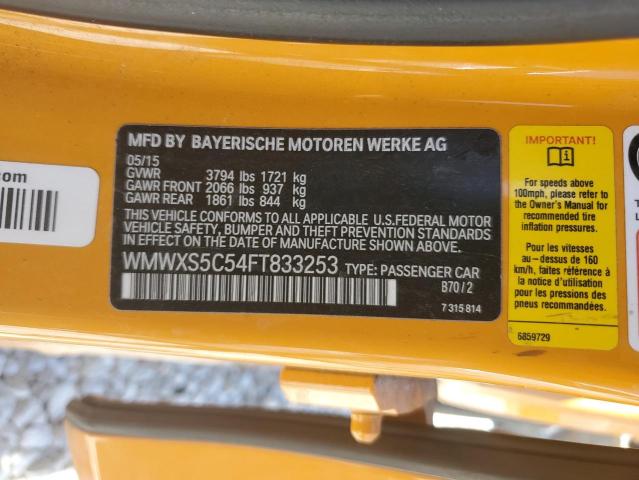 MFD BY BAYERISCHE MOTOREN WERKE AG
05/15
GVWR 3794 lbs 1721 kg
GAWR FRONT 2066 lbs 937 kg
GAWR REAR 1861 lbs 844 kg
THIS VEHICLE CONFORMS TO ALL APPLICABLE U.S.FEDERAL MOTOR
VEHICLE SAFETY, BUMPER AND THEFT PREVENTION STANDARDS
IN EFFECT ON THE DATE OF MANUFACTURE SHOWN ABOVE.
WMWXS5C54FT833253 TYPE: PASSENGER CAR
B70/2
7 315 814
.com
IMPORTANT!
For speeds above
100mph, please refer to
the Owner's Manual for
recommended tire
inflation pressures.
Pour les vitesses
au-dessus de 160
km/h, faites référence à
la notice d'utilisation
pour les pressions des
pneus recommandées.
6859729